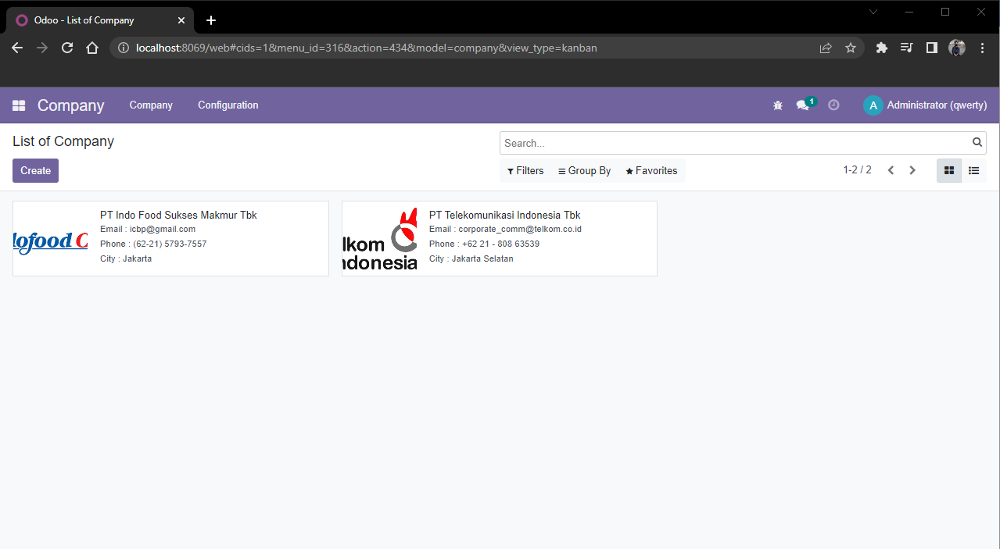 Odoo - List of Company
localhost:8069/web#cids=1&menu_id=316&action=434&model=company&view_type=kanban
Company Company Configuration 1 A Administrator (qwerty)
List of Company Search...
Create Filters Group By Favorites 1-2 / 2
PT Indo Food Sukses Makmur Tbk
Email : icbp@gmail.com
dofood C
Phone : (62-21) 5793-7557
City : Jakarta
PT Telekomunikasi Indonesia Tbk
Email : corporate_comm@telkom.co.id
lkom
Phone : +62 21 - 808 63539
ndonesia
City : Jakarta Selatan